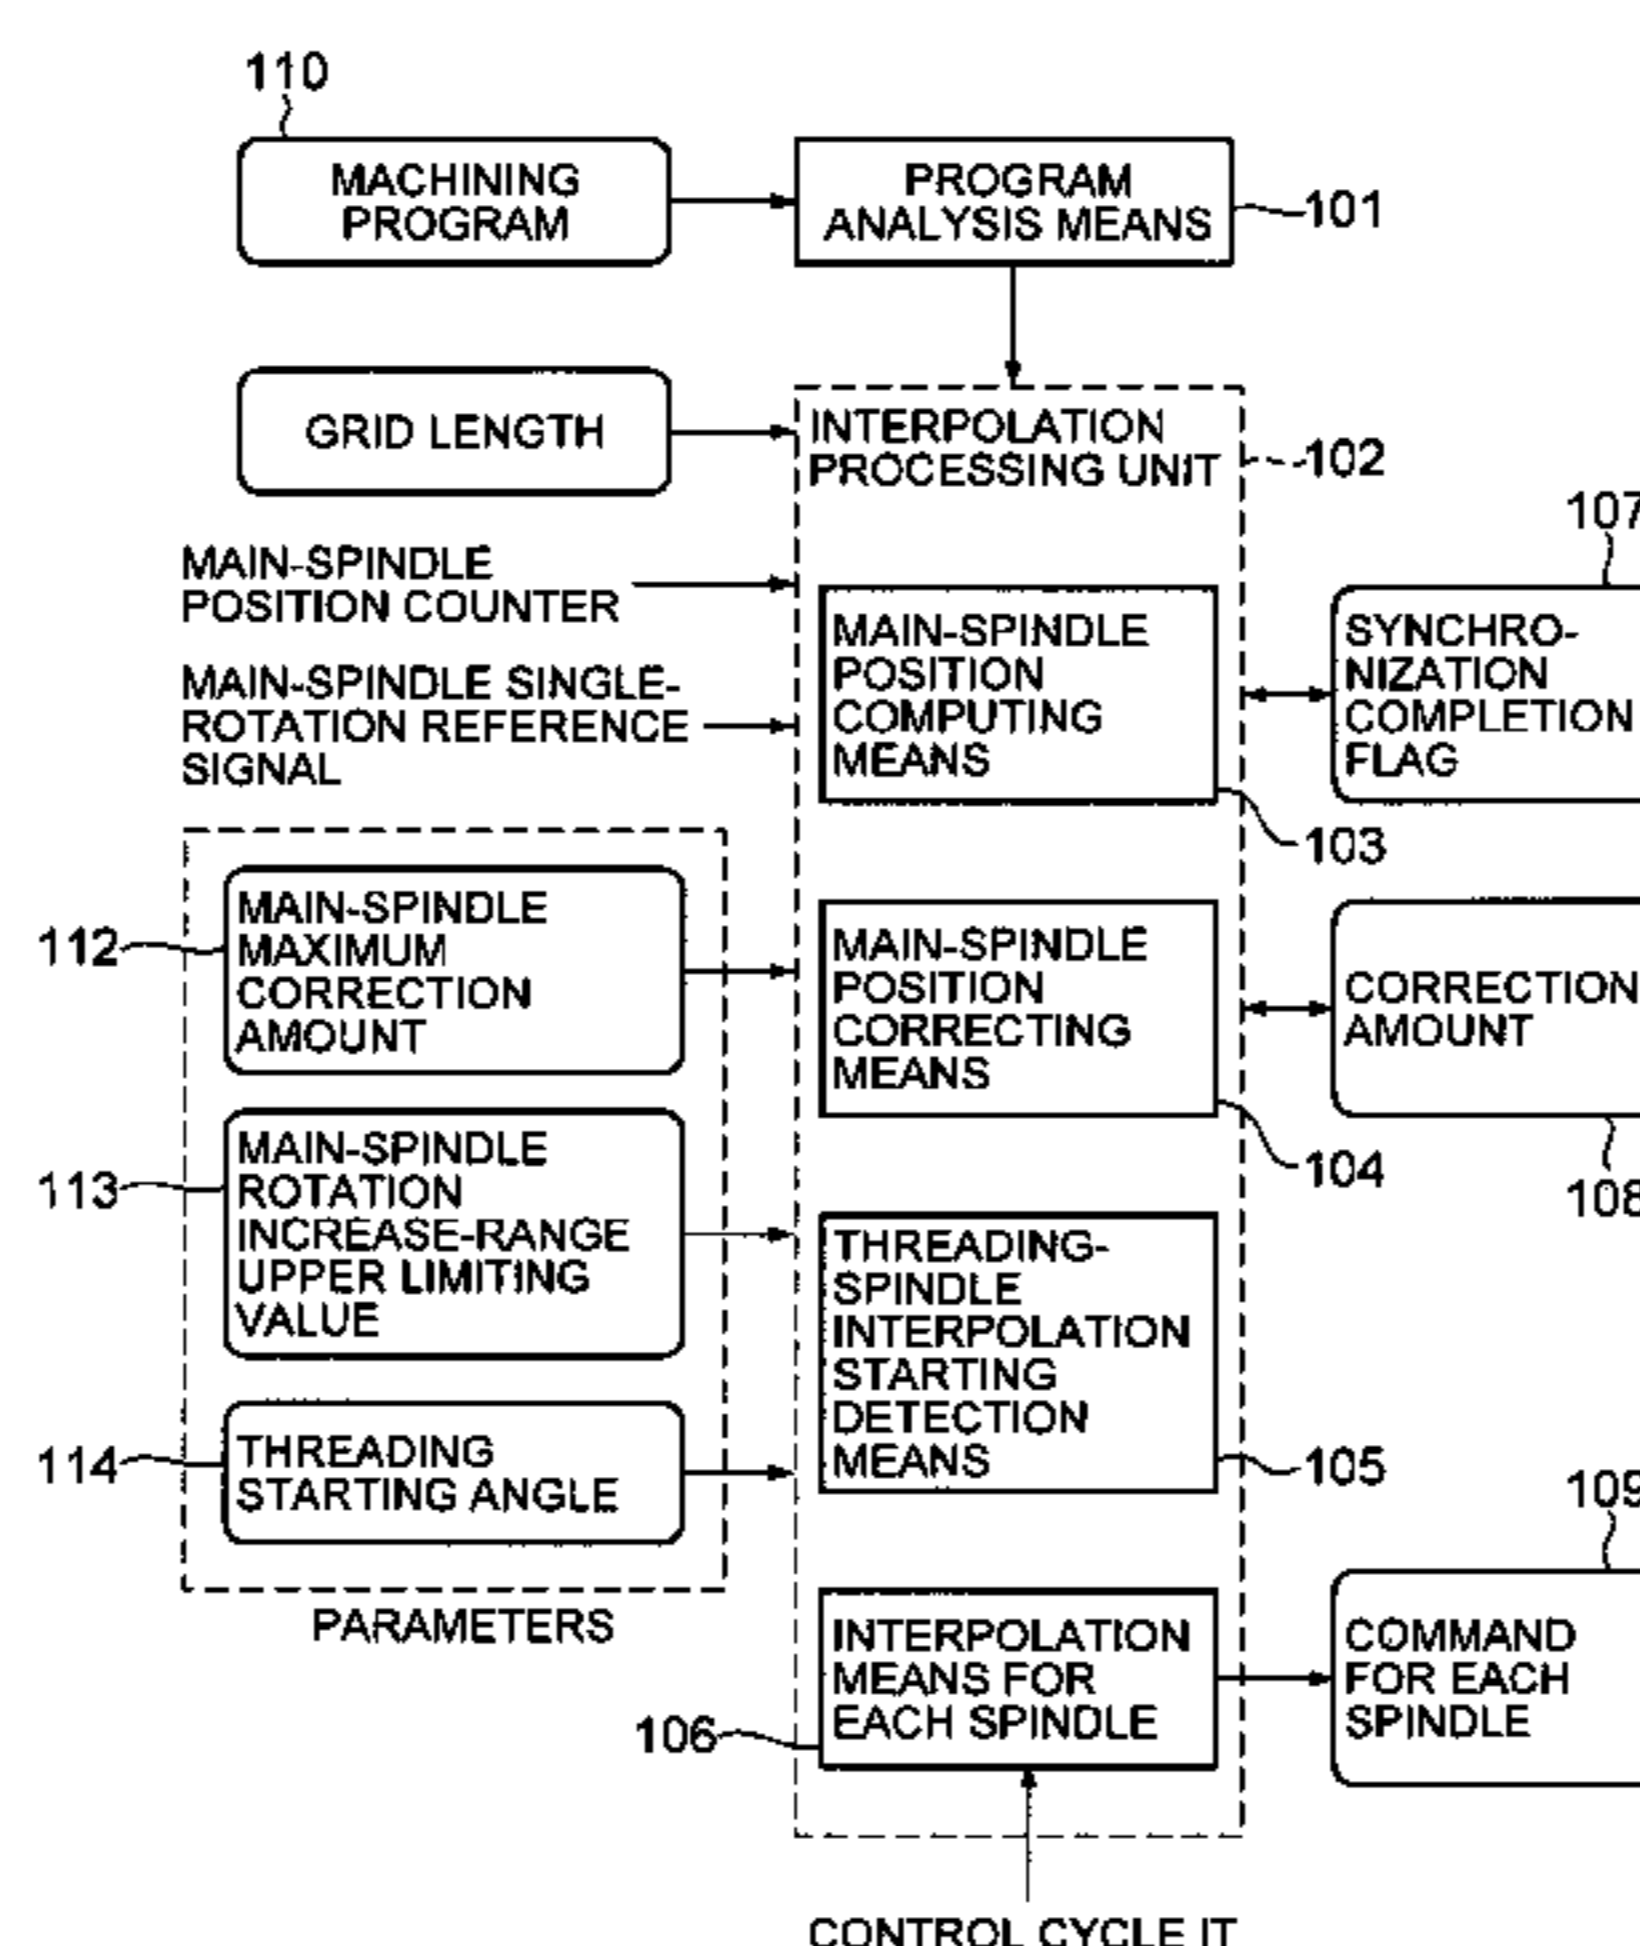 110
MACHINING
PROGRAM
PROGRAM
ANALYSIS MEANS
101
GRID LENGTH
INTERPOLATION
PROCESSING UNIT
102
MAIN-SPINDLE
POSITION COUNTER
MAIN-SPINDLE SINGLE-
ROTATION REFERENCE
SIGNAL
MAIN-SPINDLE
POSITION
COMPUTING
MEANS
103
107
SYNCHRO-
NIZATION
COMPLETION
FLAG
PARAMETERS
112
MAIN-SPINDLE
MAXIMUM
CORRECTION
AMOUNT
MAIN-SPINDLE
POSITION
CORRECTING
MEANS
104
CORRECTION
AMOUNT
108
113
MAIN-SPINDLE
ROTATION
INCREASE-RANGE
UPPER LIMITING
VALUE
THREADING-
SPINDLE
INTERPOLATION
STARTING
DETECTION
MEANS
105
114
THREADING
STARTING ANGLE
106
INTERPOLATION
MEANS FOR
EACH SPINDLE
109
COMMAND
FOR EACH
SPINDLE
CONTROL CYCLE IT